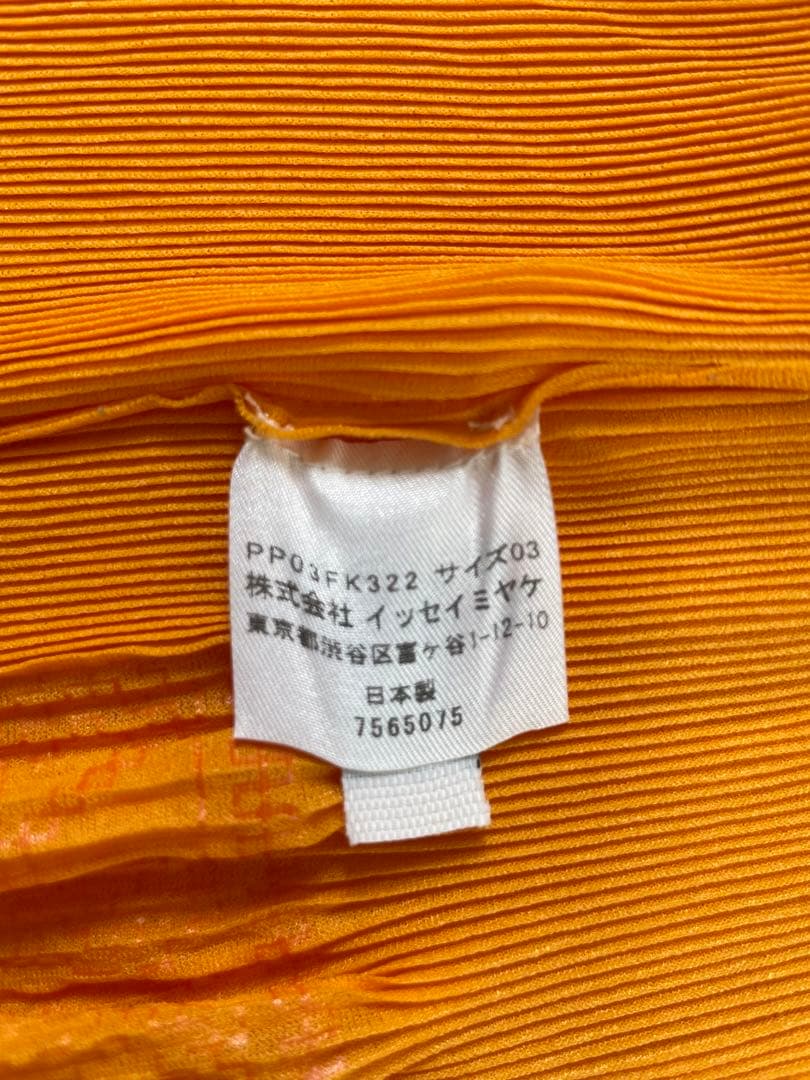 PP03FK322 サイズ03
株式会社 イッセイミヤケ
東京都渋谷区富ヶ谷1-12-10
日本製
7565075